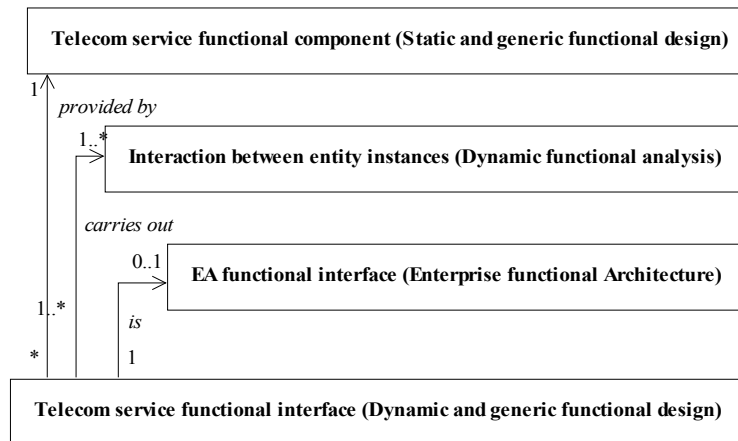 Telecom service functional component (Static and generic functional design)
1
provided by
1..*
Interaction between entity instances (Dynamic functional analysis)
carries out
0..1
EA functional interface (Enterprise functional Architecture)
1..*
is
*
1
Telecom service functional interface (Dynamic and generic functional design)